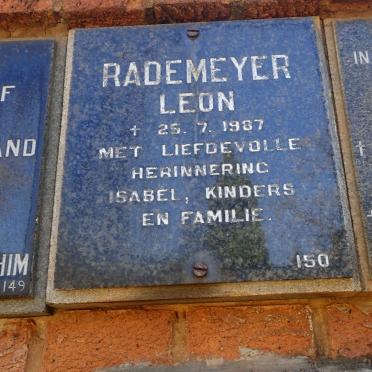 RADEMEYER
LEON
† 25. 7. 1987
MET LIEFDEVOLLE
HERINNERING
ISABEL, KINDERS
EN FAMILIE.
150
F
AND
HIM
149
IN
†